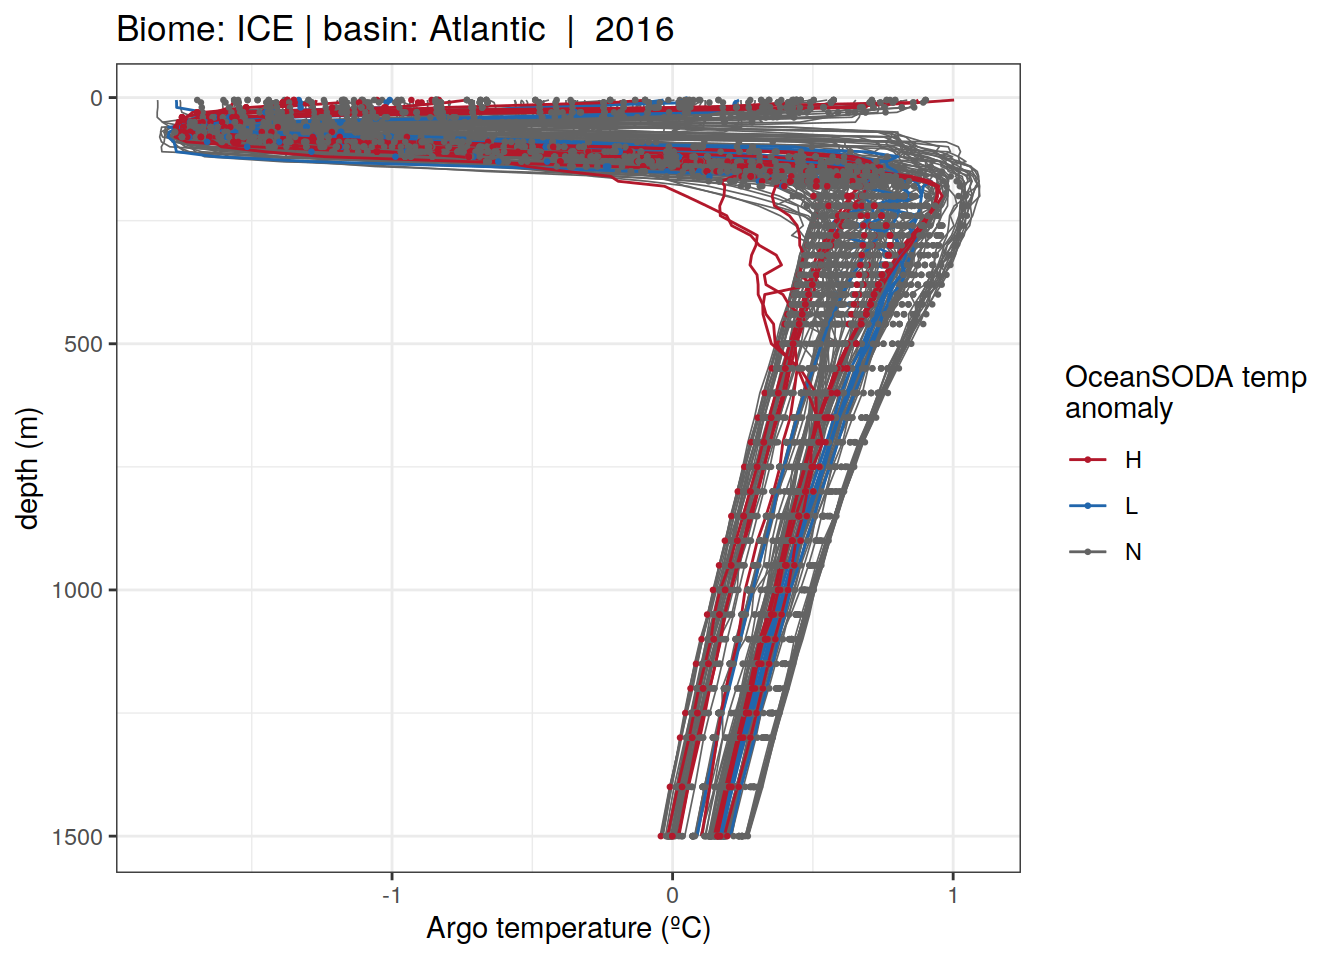 Biome: ICE | basin: Atlantic  |  2016
0
500
1000
1500
depth (m)
-1
0
1
Argo temperature (ºC)
OceanSODA temp
anomaly
H
L
N